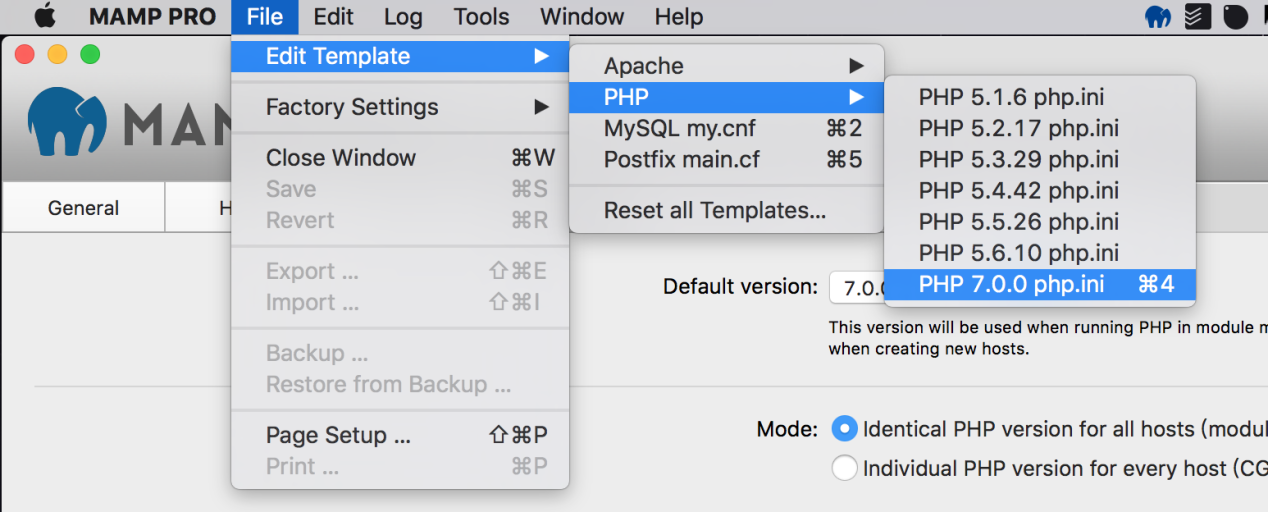 MAMP PRO File Edit Log Tools Window Help
Edit Template ▶
Factory Settings ▶
Close Window ⌘W
Save ⌘S
Revert ⌘R
Export ... ⇧⌘E
Import ... ⇧⌘I
Backup ...
Restore from Backup ...
Page Setup ... ⇧⌘P
Print ... ⌘P
Apache ▶
PHP ▶
MySQL my.cnf ⌘2
Postfix main.cf ⌘5
Reset all Templates...
PHP 5.1.6 php.ini
PHP 5.2.17 php.ini
PHP 5.3.29 php.ini
PHP 5.4.42 php.ini
PHP 5.5.26 php.ini
PHP 5.6.10 php.ini
PHP 7.0.0 php.ini ⌘4
General
Default version: 7.0.0
This version will be used when running PHP in module
when creating new hosts.
Mode: Identical PHP version for all hosts (modul
Individual PHP version for every host (CG